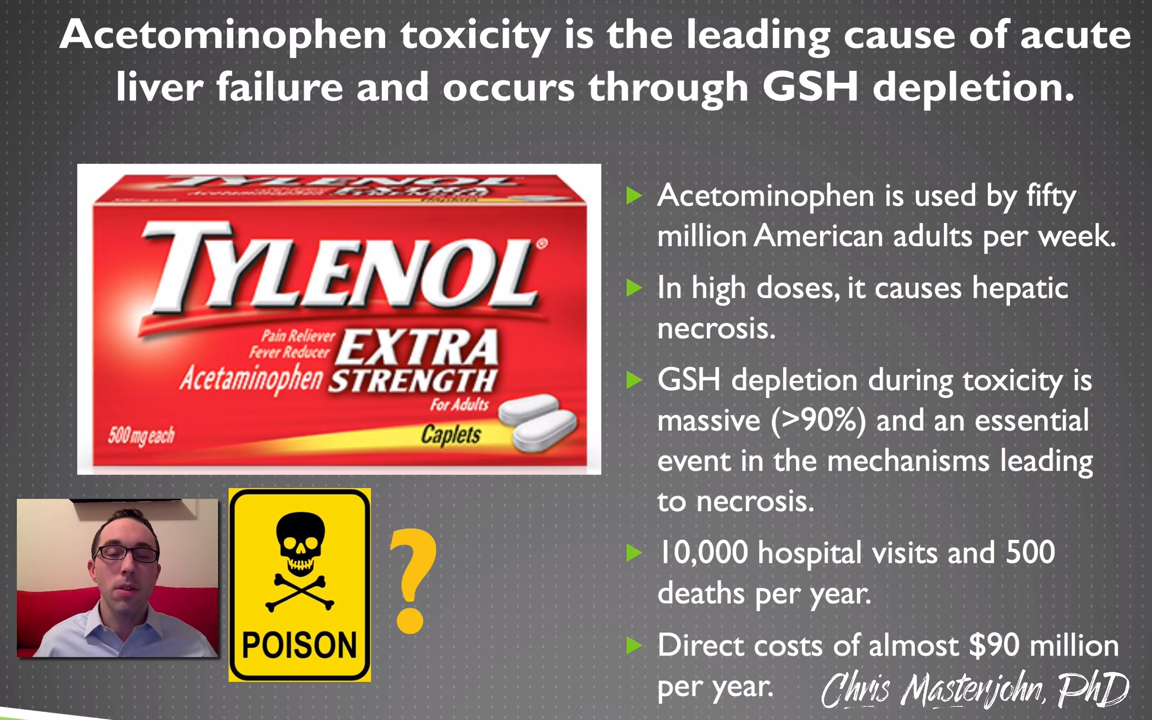 Acetominophen toxicity is the leading cause of acute
liver failure and occurs through GSH depletion.
EXTRA
TYLENOL®
Pain Reliever
Fever Reducer
EXTRA
Acetaminophen STRENGTH
For Adults
500 mg each
Caplets
Acetominophen is used by fifty
million American adults per week.
In high doses, it causes hepatic
necrosis.
GSH depletion during toxicity is
massive (>90%) and an essential
event in the mechanisms leading
to necrosis.
10,000 hospital visits and 500
deaths per year.
Direct costs of almost $90 million
per year.
POISON
?
Chris Masterjohn, PhD